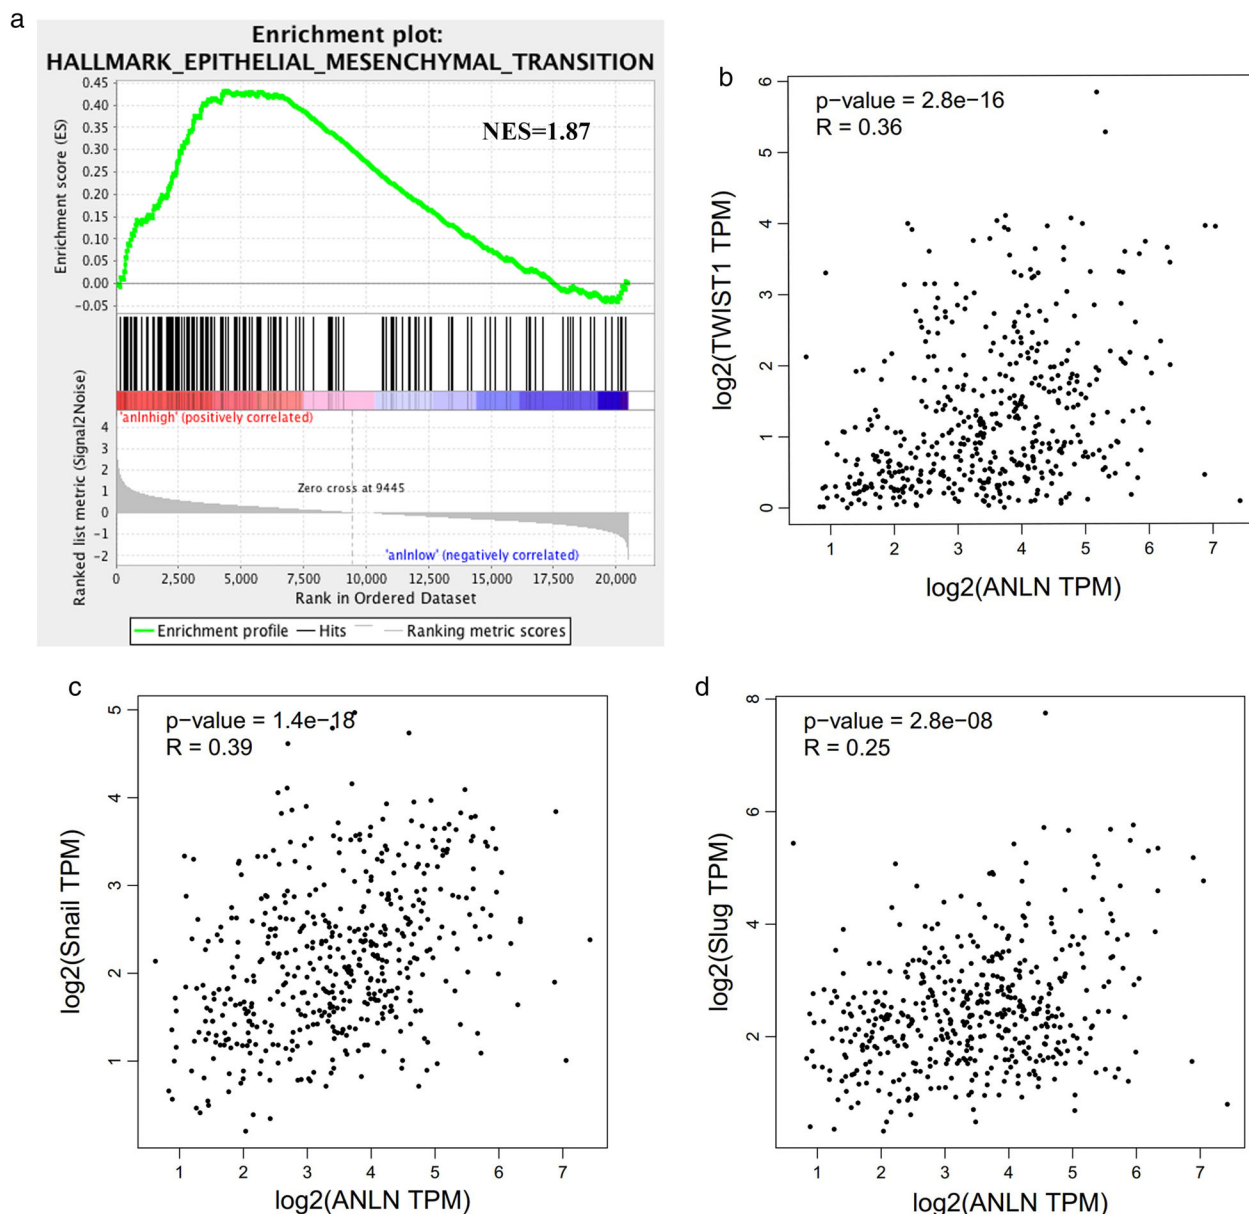 a
Enrichment plot:
HALLMARK_EPITHELIAL_MESENCHYMAL_TRANSITION
0.45
0.40
0.35
0.30
0.25
0.20
0.15
0.10
0.05
0.00
-0.05
Enrichment score (ES)
NES=1.87
'anlnhigh' (positively correlated)
4
3
2
1
0
-1
-2
Ranked list metric (Signal2Noise)
Zero cross at 9445
'anlnlow' (negatively correlated)
0 2,500 5,000 7,500 10,000 12,500 15,000 17,500 20,000
Rank in Ordered Dataset
Enrichment profile Hits Ranking metric scores
b
p-value = 2.8e-16
R = 0.36
6
5
4
3
2
1
0
log2(TWIST1 TPM)
1 2 3 4 5 6 7
log2(ANLN TPM)
c
p-value = 1.4e-18
R = 0.39
5
4
3
2
1
log2(Snail TPM)
1 2 3 4 5 6 7
log2(ANLN TPM)
d
p-value = 2.8e-08
R = 0.25
8
6
4
2
log2(Slug TPM)
1 2 3 4 5 6 7
log2(ANLN TPM)